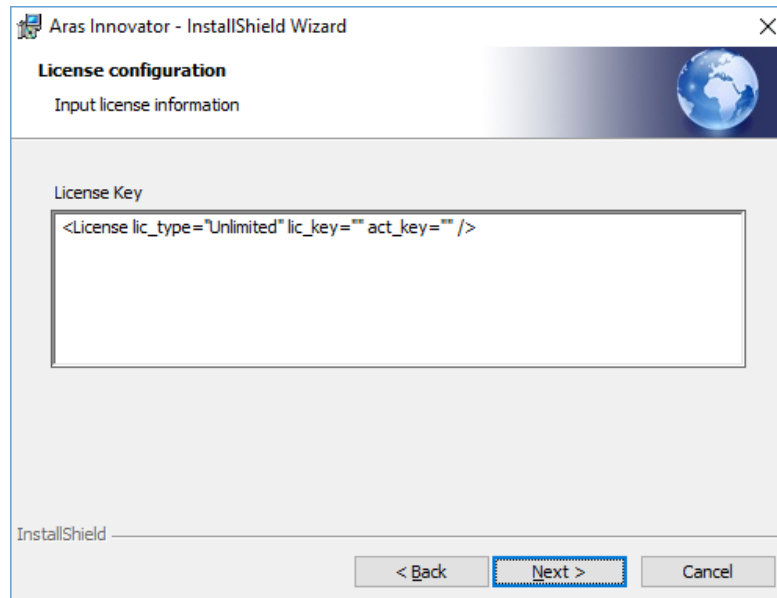 Aras Innovator - InstallShield Wizard
License configuration
Input license information
License Key
<License lic_type="Unlimited" lic_key="" act_key="" />
InstallShield
< Back
Next >
Cancel